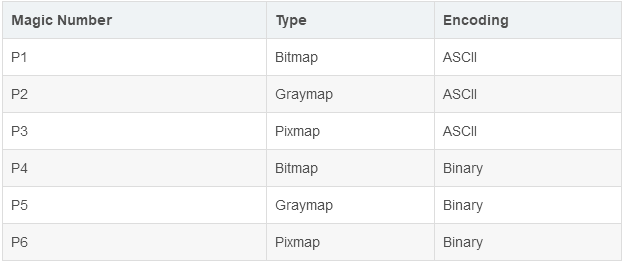 Magic Number Type Encoding
P1 Bitmap ASCII
P2 Graymap ASCII
P3 Pixmap ASCII
P4 Bitmap Binary
P5 Graymap Binary
P6 Pixmap Binary